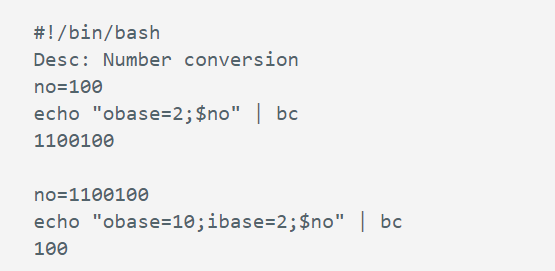 #!/bin/bash
Desc: Number conversion
no=100
echo "obase=2;$no" | bc
1100100
no=1100100
echo "obase=10;ibase=2;$no" | bc
100